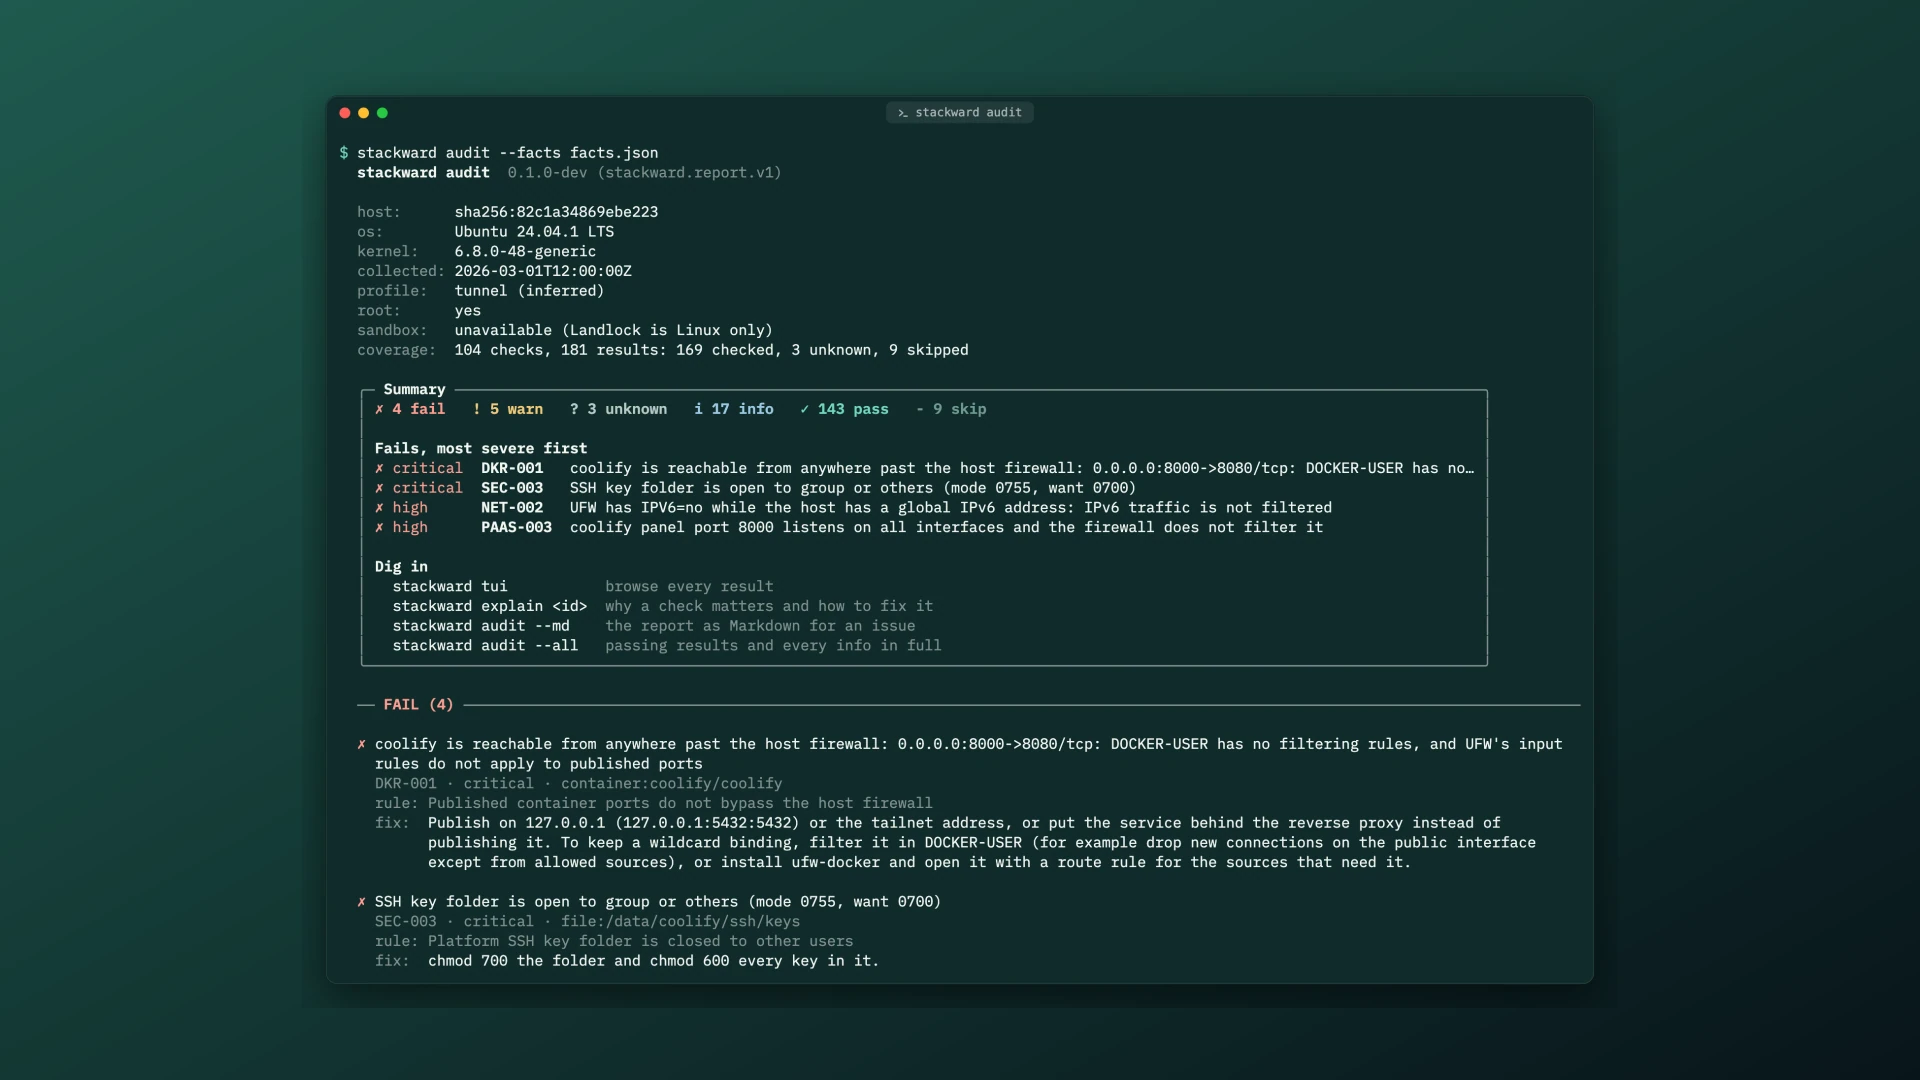 >_ stackward audit
$ stackward audit --facts facts.json
stackward audit 0.1.0-dev (stackward.report.v1)
host: sha256:82c1a34869ebe223
os: Ubuntu 24.04.1 LTS
kernel: 6.8.0-48-generic
collected: 2026-03-01T12:00:00Z
profile: tunnel (inferred)
root: yes
sandbox: unavailable (Landlock is Linux only)
coverage: 104 checks, 181 results: 169 checked, 3 unknown, 9 skipped
Summary
✗ 4 fail ! 5 warn ? 3 unknown i 17 info ✓ 143 pass - 9 skip
Fails, most severe first
✗ critical DKR-001 coolify is reachable from anywhere past the host firewall: 0.0.0.0:8000->8080/tcp: DOCKER-USER has no…
✗ critical SEC-003 SSH key folder is open to group or others (mode 0755, want 0700)
✗ high NET-002 UFW has IPV6=no while the host has a global IPv6 address: IPv6 traffic is not filtered
✗ high PAAS-003 coolify panel port 8000 listens on all interfaces and the firewall does not filter it
Dig in
stackward tui browse every result
stackward explain <id> why a check matters and how to fix it
stackward audit --md the report as Markdown for an issue
stackward audit --all passing results and every info in full
FAIL (4)
✗ coolify is reachable from anywhere past the host firewall: 0.0.0.0:8000->8080/tcp: DOCKER-USER has no filtering rules, and UFW's input
rules do not apply to published ports
DKR-001 · critical · container:coolify/coolify
rule: Published container ports do not bypass the host firewall
fix: Publish on 127.0.0.1 (127.0.0.1:5432:5432) or the tailnet address, or put the service behind the reverse proxy instead of
publishing it. To keep a wildcard binding, filter it in DOCKER-USER (for example drop new connections on the public interface
except from allowed sources), or install ufw-docker and open it with a route rule for the sources that need it.
✗ SSH key folder is open to group or others (mode 0755, want 0700)
SEC-003 · critical · file:/data/coolify/ssh/keys
rule: Platform SSH key folder is closed to other users
fix: chmod 700 the folder and chmod 600 every key in it.